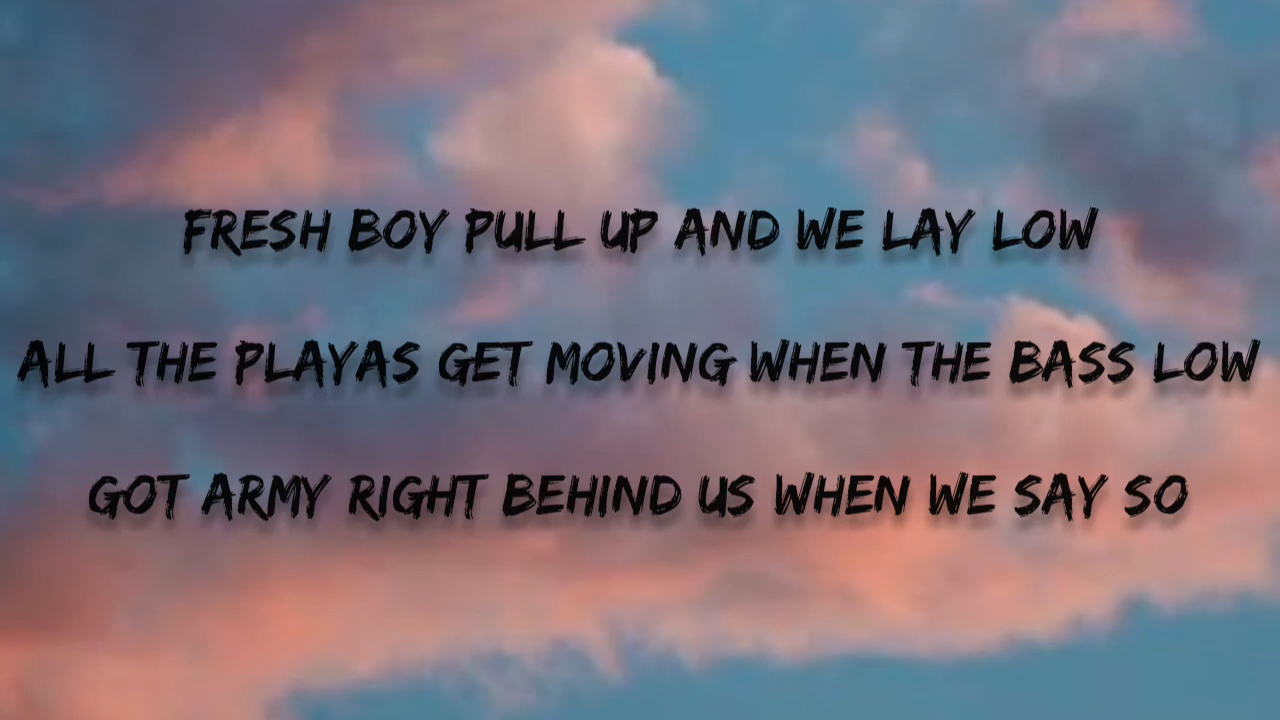 FRESH BOY PULL UP AND WE LAY LOW
ALL THE PLAYAS GET MOVING WHEN THE BASS LOW
GOT ARMY RIGHT BEHIND US WHEN WE SAY SO